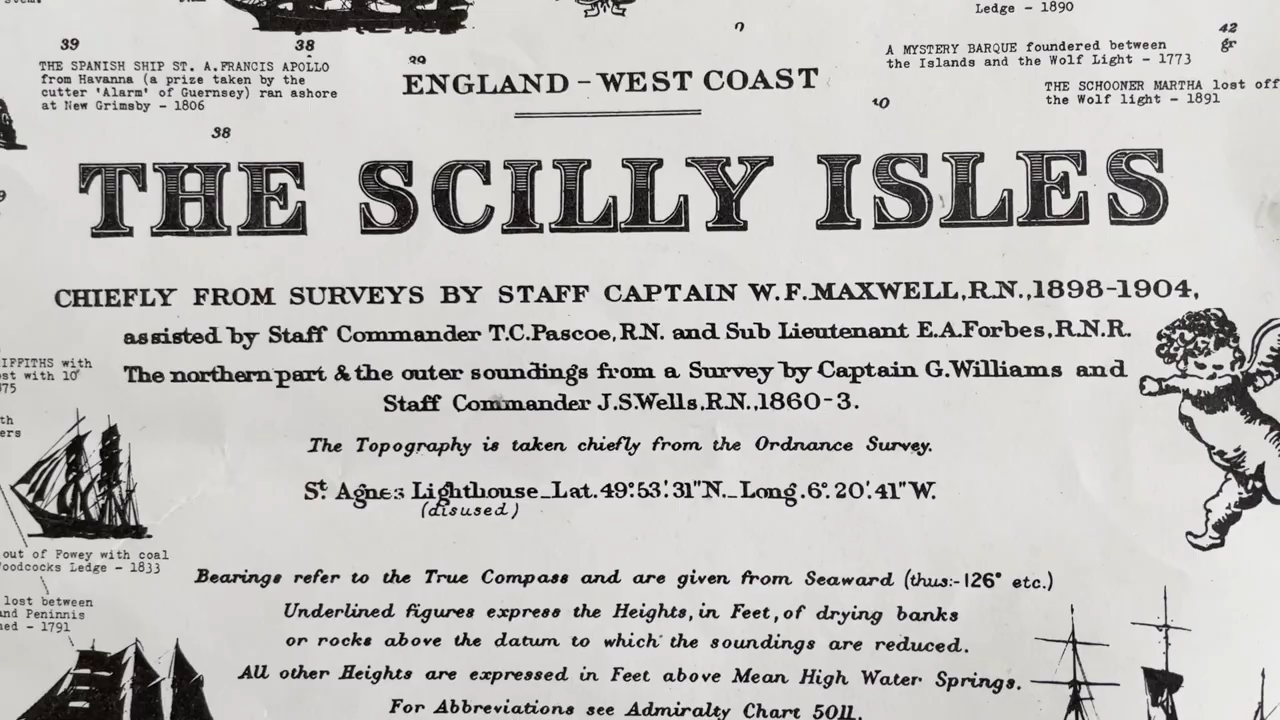 Ledge - 1890
39
38
42
gr
THE SPANISH SHIP ST. A.FRANCIS APOLLO
from Havanna (a prize taken by the
cutter 'Alarm' of Guernsey) ran ashore
at New Grimsby - 1806
ENGLAND - WEST COAST
A MYSTERY BARQUE foundered between
the Islands and the Wolf Light - 1773
THE SCHOONER MARTHA lost off
the Wolf light - 1891
38
THE SCILLY ISLES
CHIEFLY FROM SURVEYS BY STAFF CAPTAIN W.F.MAXWELL,R.N.,1898-1904,
assisted by Staff Commander T.C.Pascoe,R.N. and Sub Lieutenant E.A.Forbes,R.N.R.
The northern part & the outer soundings from a Survey by Captain G.Williams and
Staff Commander J.S.Wells,R.N.,1860-3.
The Topography is taken chiefly from the Ordnance Survey.
St Agnes Lighthouse_Lat.49°.53'.31"N._Long.6°.20'.41"W.
(disused)
IFFITHS with
st with 10
out of Fowey with coal
oodcocks Ledge - 1833
lost between
nd Peninnis
ed - 1791
Bearings refer to the True Compass and are given from Seaward (thus:-126° etc.)
Underlined figures express the Heights, in Feet, of drying banks
or rocks above the datum to which the soundings are reduced.
All other Heights are expressed in Feet above Mean High Water Springs.
For Abbreviations see Admiralty Chart 5011.